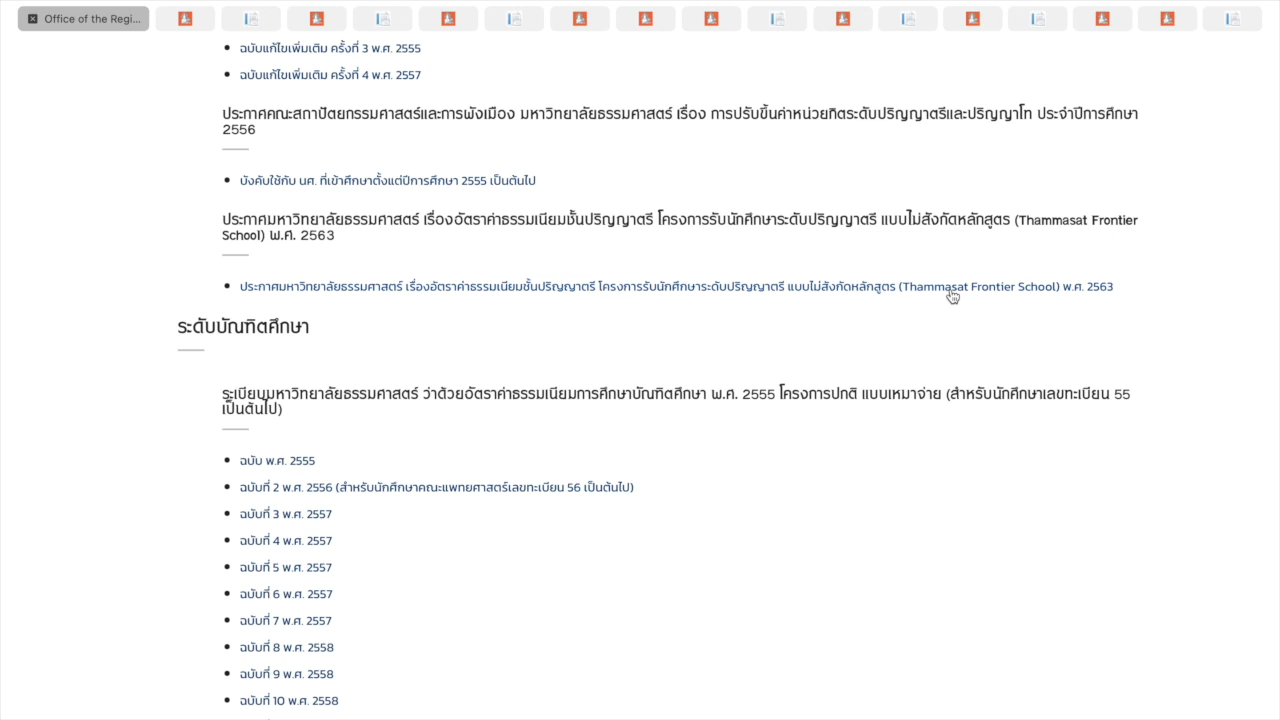 Office of the Regi...
ฉบับแก้ไขเพิ่มเติม ครั้งที่ 3 พ.ศ. 2555
ฉบับแก้ไขเพิ่มเติม ครั้งที่ 4 พ.ศ. 2557
ประกาศคณะสถาปัตยกรรมศาสตร์และการผังเมือง มหาวิทยาลัยธรรมศาสตร์ เรื่อง การปรับขึ้นค่าหน่วยกิตระดับปริญญาตรีและปริญญาโท ประจำปีการศึกษา
2556
บังคับใช้กับ นศ. ที่เข้าศึกษาตั้งแต่ปีการศึกษา 2555 เป็นต้นไป
ประกาศมหาวิทยาลัยธรรมศาสตร์ เรื่องอัตราค่าธรรมเนียมชั้นปริญญาตรี โครงการรับนักศึกษาระดับปริญญาตรี แบบไม่สังกัดหลักสูตร (Thammasat Frontier
School) พ.ศ. 2563
ประกาศมหาวิทยาลัยธรรมศาสตร์ เรื่องอัตราค่าธรรมเนียมชั้นปริญญาตรี โครงการรับนักศึกษาระดับปริญญาตรี แบบไม่สังกัดหลักสูตร (Thammasat Frontier School) พ.ศ. 2563
ระดับบัณฑิตศึกษา
ระเบียบมหาวิทยาลัยธรรมศาสตร์ ว่าด้วยอัตราค่าธรรมเนียมการศึกษาบัณฑิตศึกษา พ.ศ. 2555 โครงการปกติ แบบเหมาจ่าย (สำหรับนักศึกษาเลขทะเบียน 55
เป็นต้นไป)
ฉบับ พ.ศ. 2555
ฉบับที่ 2 พ.ศ. 2556 (สำหรับนักศึกษาคณะแพทยศาสตร์เลขทะเบียน 56 เป็นต้นไป)
ฉบับที่ 3 พ.ศ. 2557
ฉบับที่ 4 พ.ศ. 2557
ฉบับที่ 5 พ.ศ. 2557
ฉบับที่ 6 พ.ศ. 2557
ฉบับที่ 7 พ.ศ. 2557
ฉบับที่ 8 พ.ศ. 2558
ฉบับที่ 9 พ.ศ. 2558
ฉบับที่ 10 พ.ศ. 2558